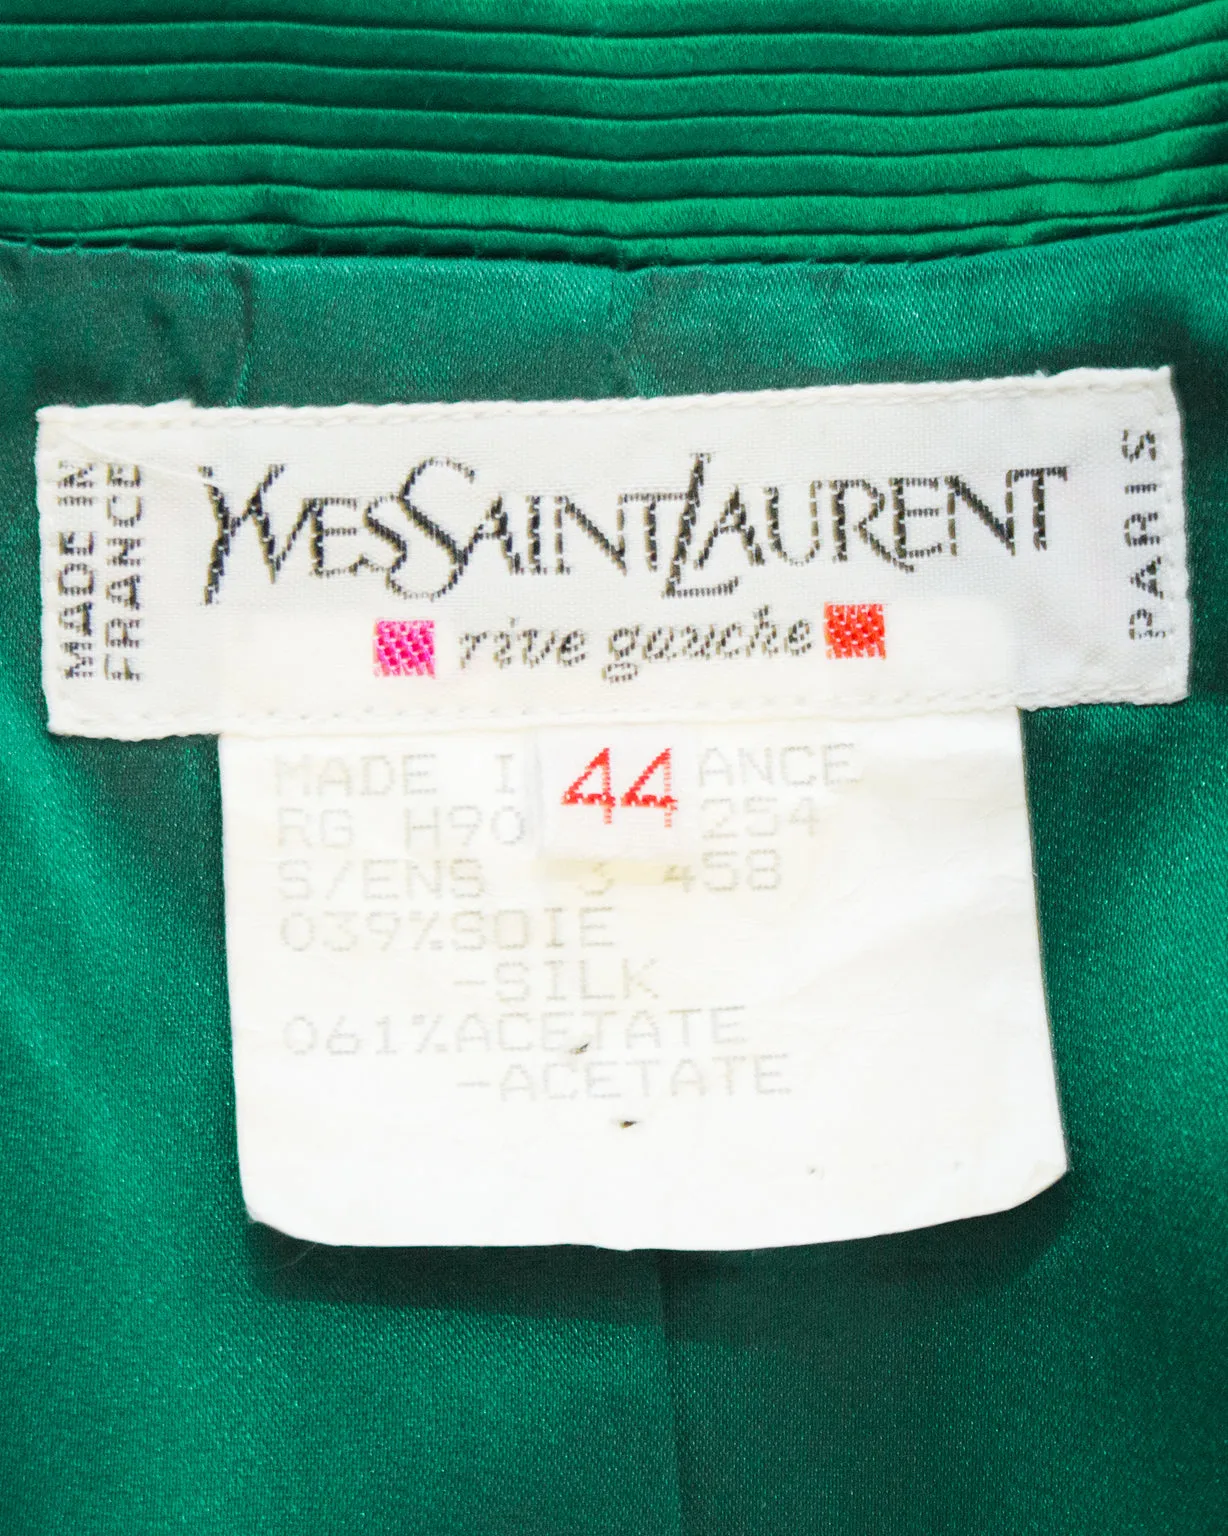 MADE IN
FRANCE
YVES SAINT LAURENT
rive gauche
PARIS
44
MADE I ANCE
RG H90 254
S/ENS 3 458
039%SOIE
-SILK
061%ACETATE
-ACETATE